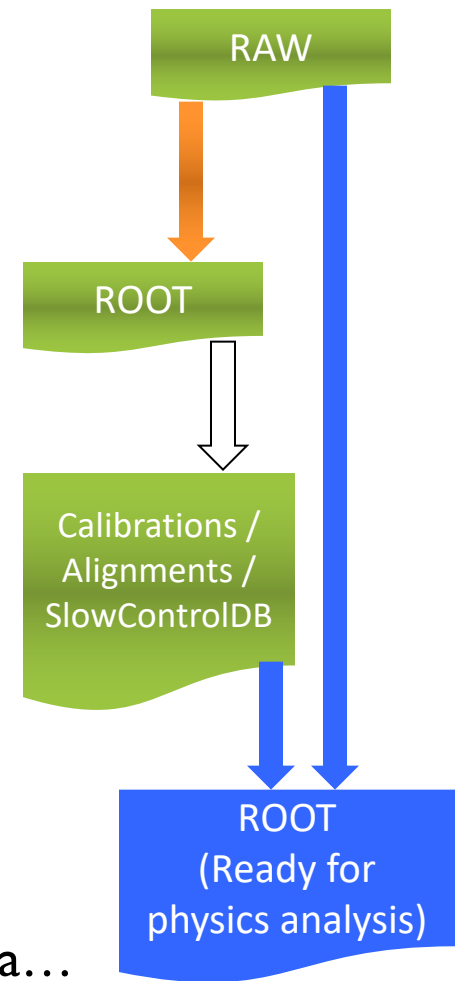 RAW
ROOT
Calibrations /
Alignments /
SlowControlDB
ROOT
(Ready for
physics analysis)
a…